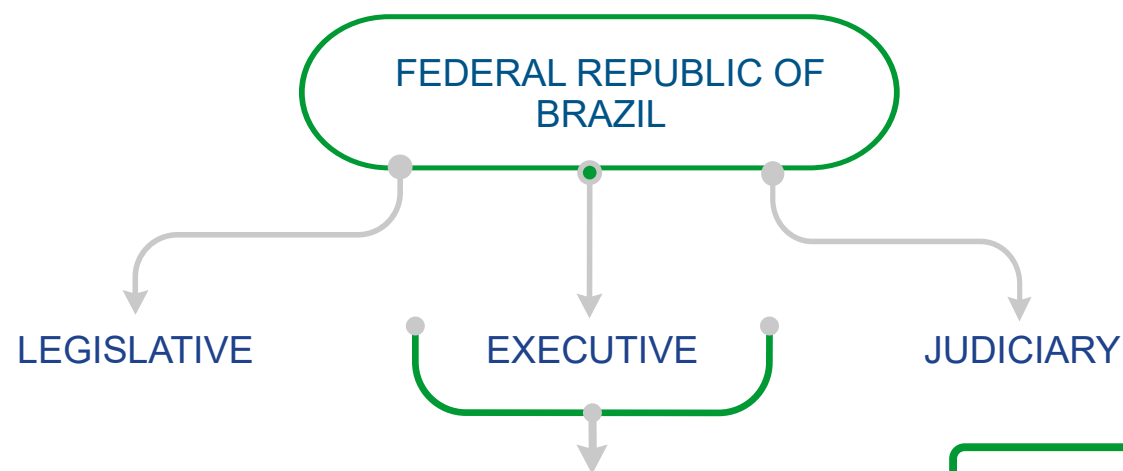 FEDERAL REPUBLIC OF
BRAZIL
LEGISLATIVE
EXECUTIVE
JUDICIARY